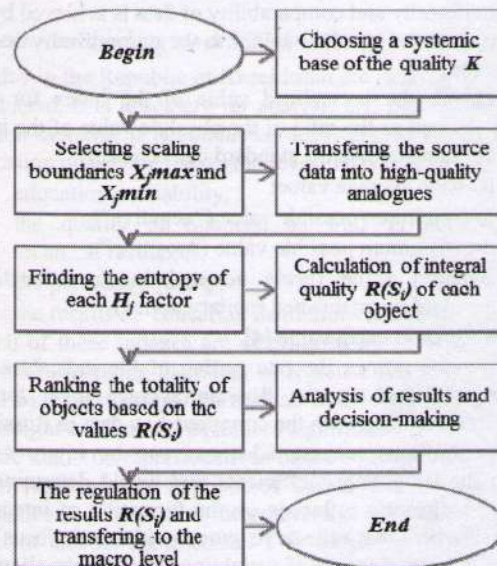 Begin
Choosing a systemic
base of the quality K
Selecting scaling
boundaries Xjmax and
Xjmin
Transfering the source
data into high-quality
analogues
Finding the entropy of
each Hj factor
Calculation of integral
quality R(Si) of each
object
Ranking the totality of
objects based on the
values R(Si)
Analysis of results and
decision-making
The regulation of the
results R(Si) and
transfering to the
macro level
End